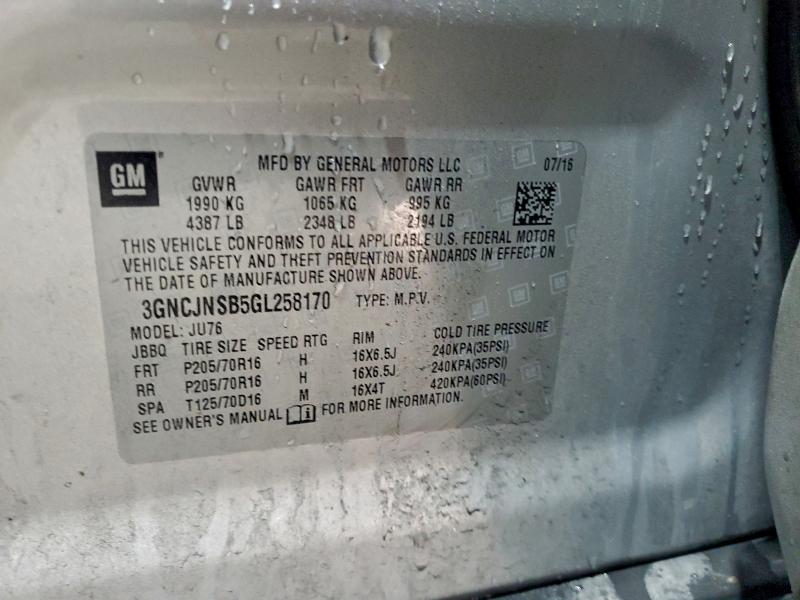 GM MFD BY GENERAL MOTORS LLC 07/16
GVWR GAWR FRT GAWR RR
1990 KG 1065 KG 995 KG
4387 LB 2348 LB 2194 LB
THIS VEHICLE CONFORMS TO ALL APPLICABLE U.S. FEDERAL MOTOR
VEHICLE SAFETY AND THEFT PREVENTION STANDARDS IN EFFECT ON
THE DATE OF MANUFACTURE SHOWN ABOVE.
3GNCJNSB5GL258170 TYPE: M.P.V.
MODEL: JU76
JBBQ TIRE SIZE SPEED RTG RIM COLD TIRE PRESSURE
FRT P205/70R16 H 16X6.5J 240KPA(35PSI)
RR P205/70R16 H 16X6.5J 240KPA(35PSI)
SPA T125/70D16 M 16X4T 420KPA(60PSI)
SEE OWNER'S MANUAL FOR MORE INFORMATION.